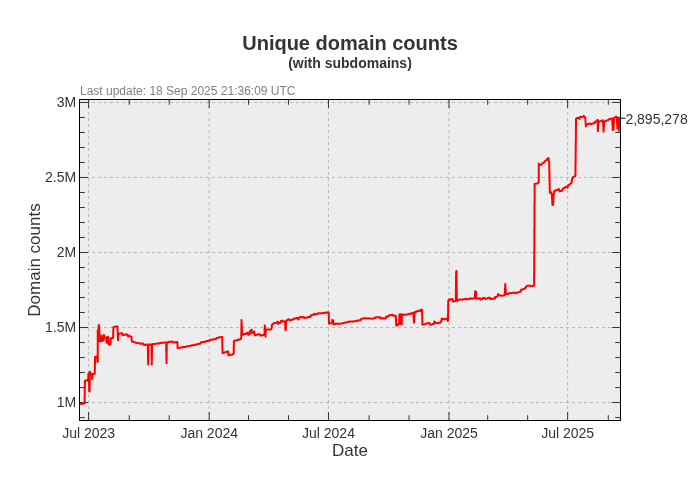 Unique domain counts
(with subdomains)
Last update: 18 Sep 2025 21:36:09 UTC
3M
2,895,278
2.5M
2M
1.5M
1M
Domain counts
Jul 2023
Jan 2024
Jul 2024
Jan 2025
Jul 2025
Date